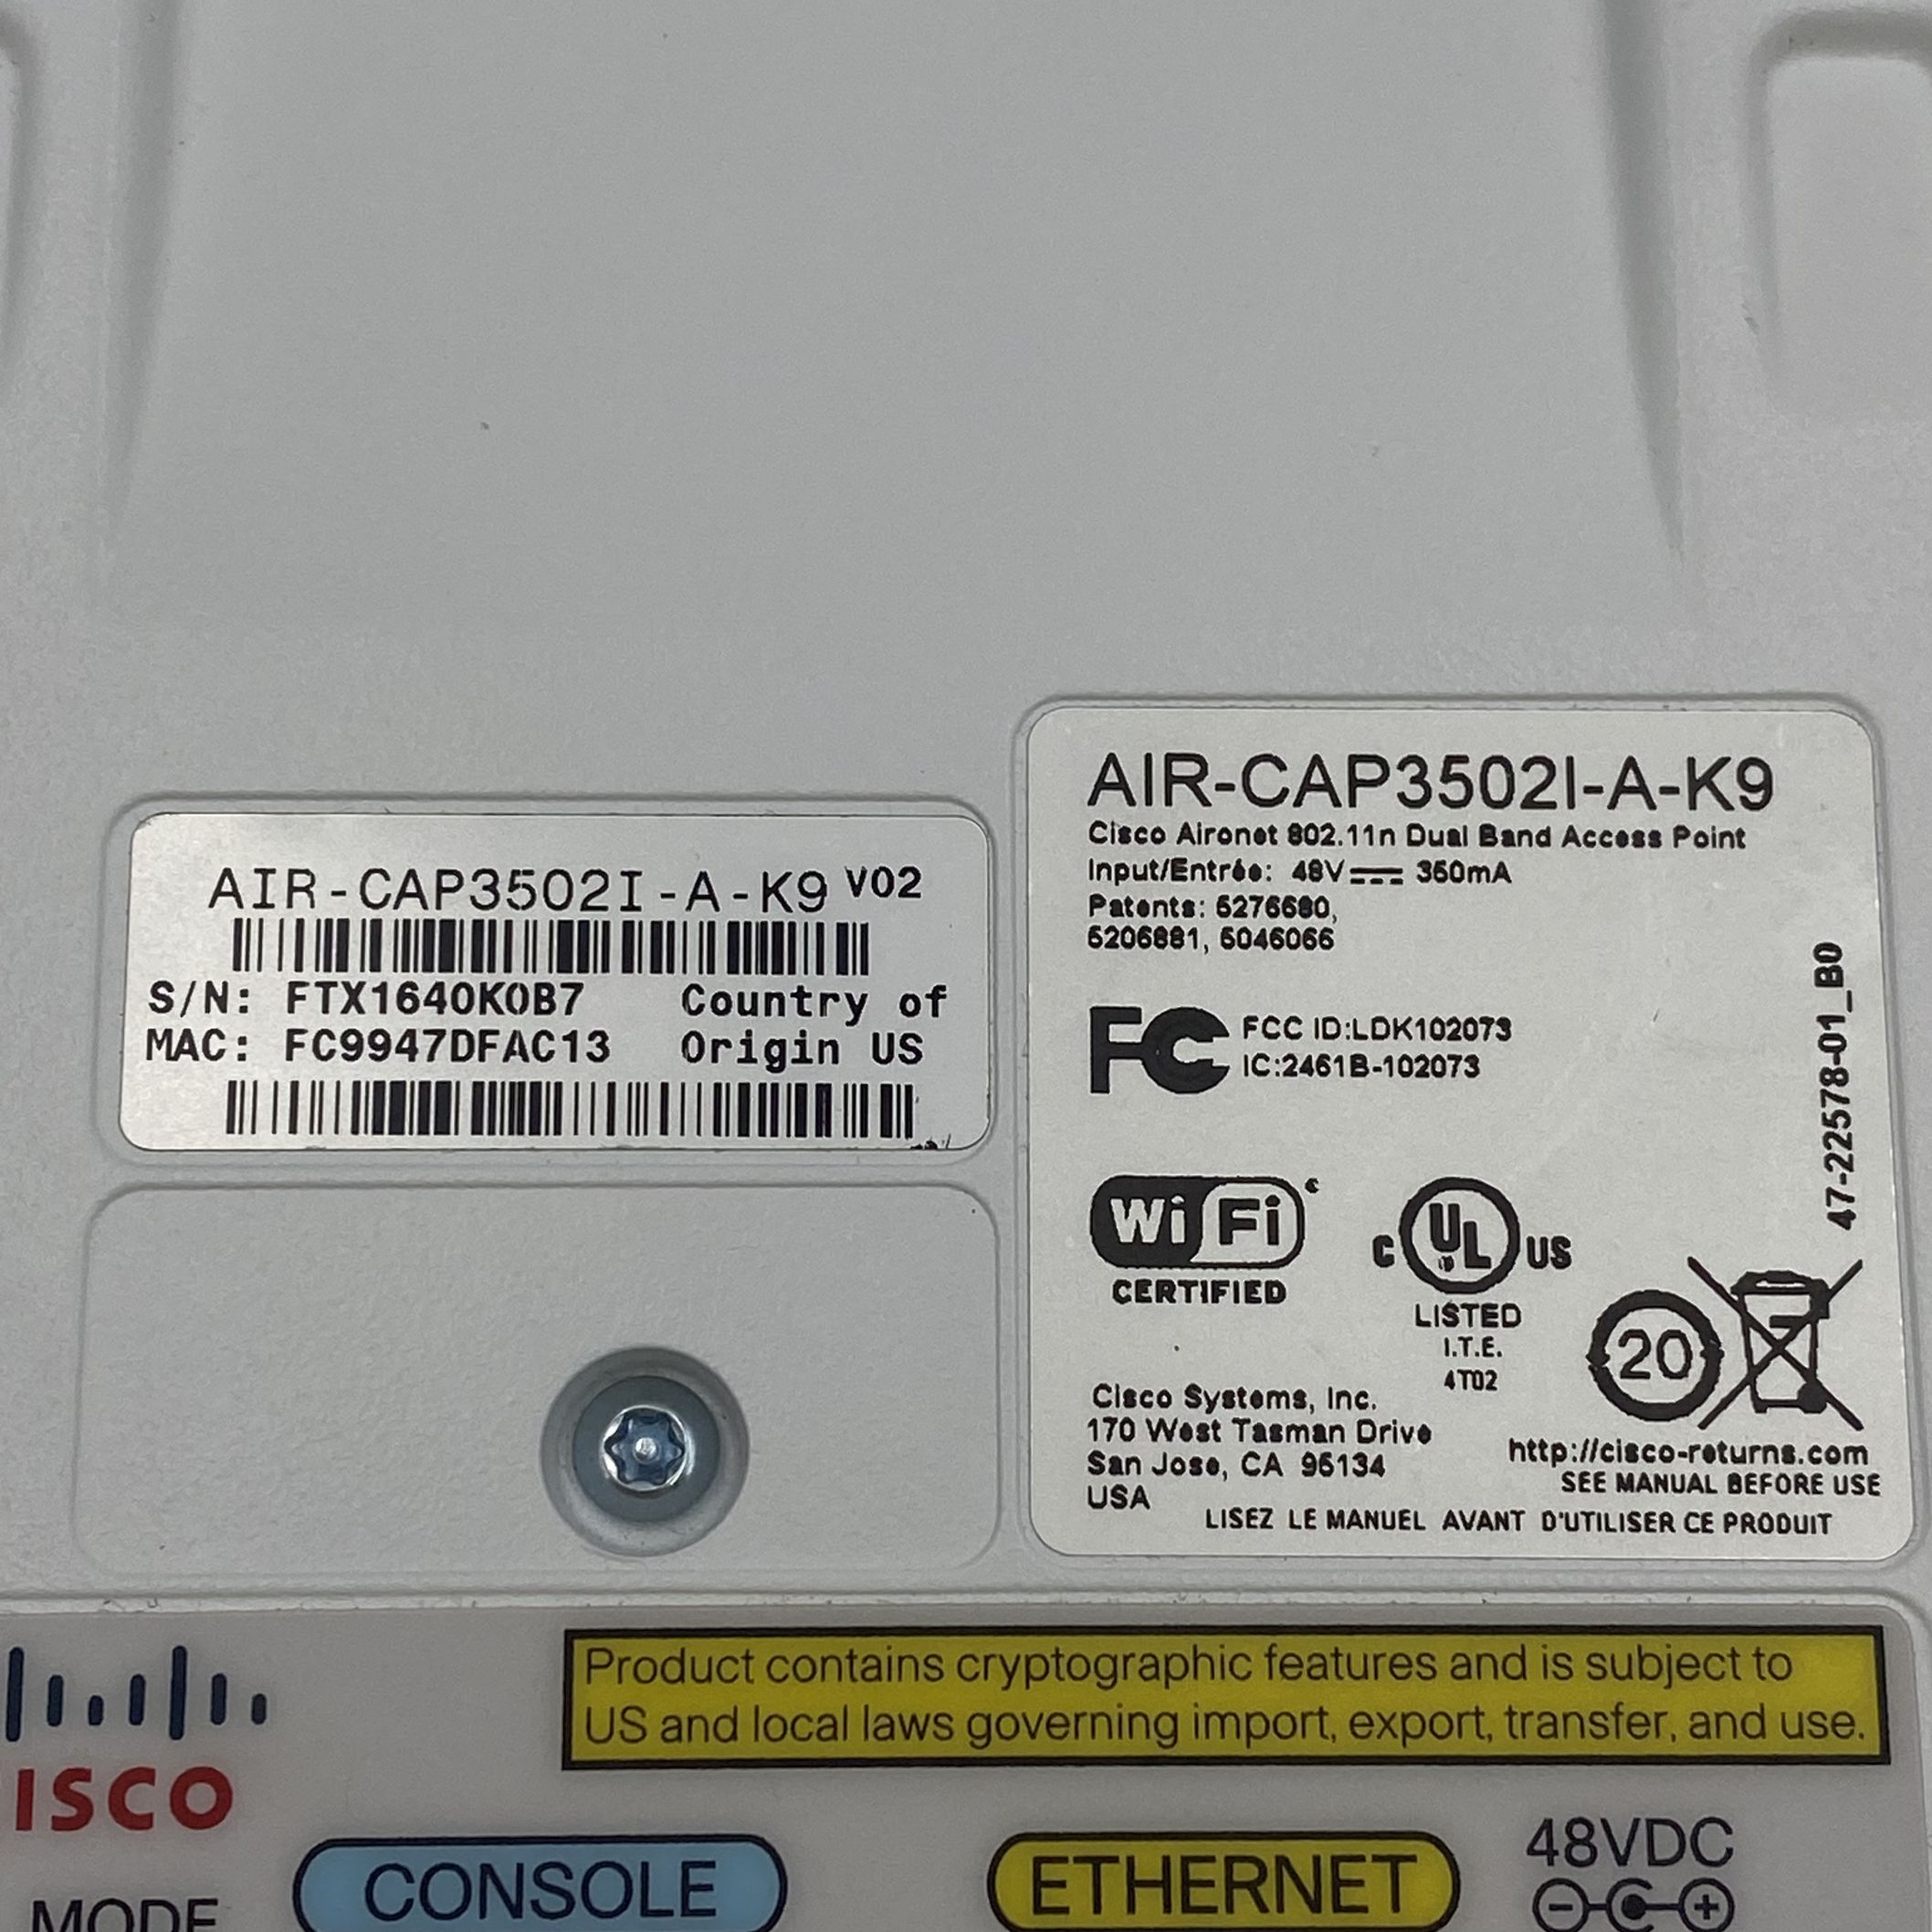 AIR-CAP3502I-A-K9 V02
S/N: FTX1640K0B7 Country of
MAC: FC9947DFAC13 Origin US
AIR-CAP3502I-A-K9
Cisco Aironet 802.11n Dual Band Access Point
Input/Entrée: 48V 350mA
Patents: 5276680,
5206881, 5046066
FC FCC ID:LDK102073
IC:2461B-102073
47-22578-01_B0
Wi Fi
CERTIFIED
C UL US
LISTED
I.T.E.
4T02
20
Cisco Systems, Inc.
170 West Tasman Drive
San Jose, CA 95134
USA
http://cisco-returns.com
SEE MANUAL BEFORE USE
LISEZ LE MANUEL AVANT D'UTILISER CE PRODUIT
ISCO
Product contains cryptographic features and is subject to
US and local laws governing import, export, transfer, and use.
MODE
CONSOLE
ETHERNET
48VDC